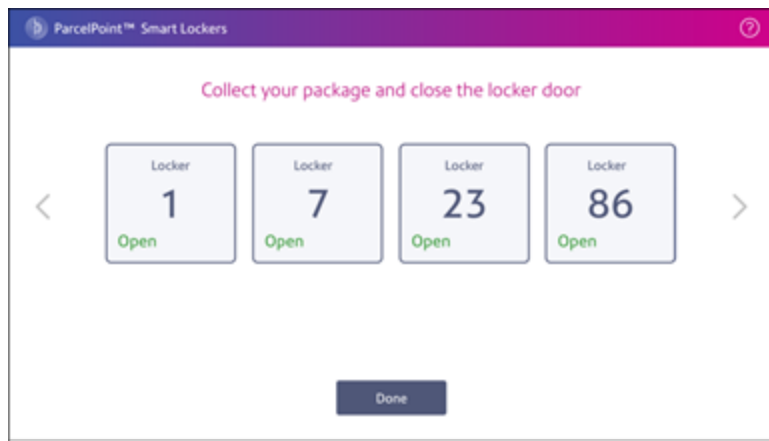 ParcelPoint™ Smart Lockers
?
Collect your package and close the locker door
Locker
1
Open
Locker
7
Open
Locker
23
Open
Locker
86
Open
Done